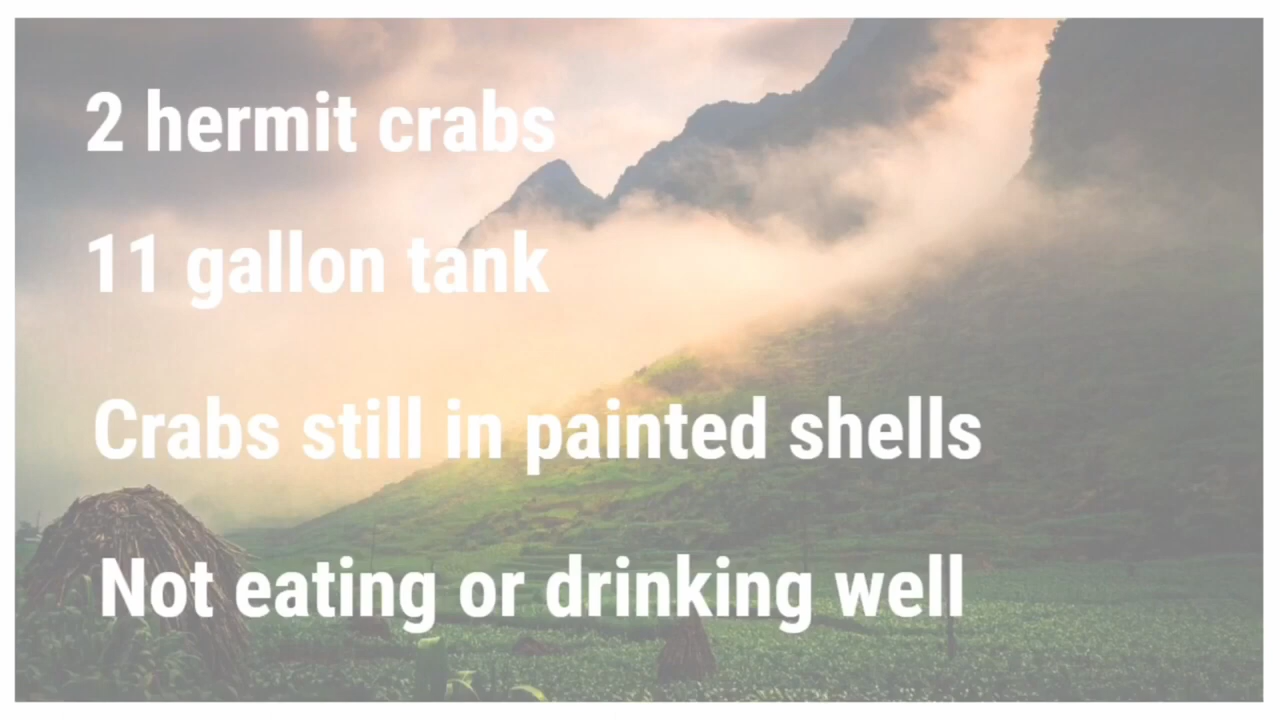 2 hermit crabs
11 gallon tank
Crabs still in painted shells
Not eating or drinking well